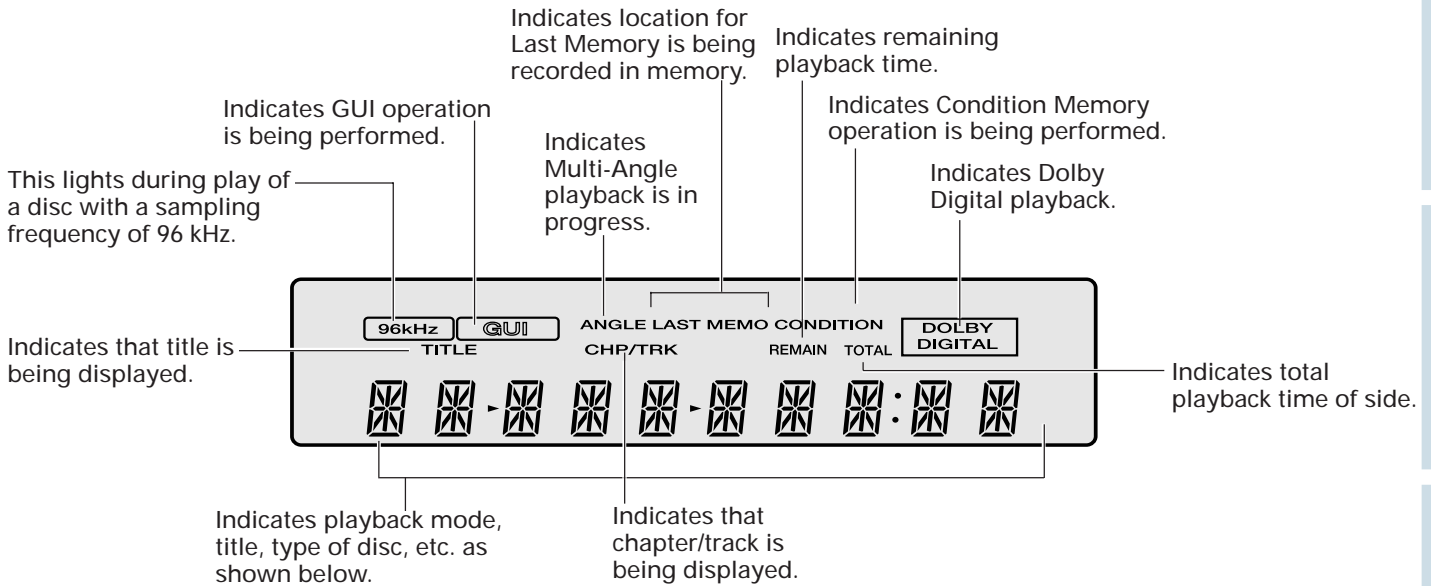 Indicates location for
Last Memory is being
recorded in memory.
Indicates remaining
playback time.
Indicates GUI operation
is being performed.
Indicates
Multi-Angle
playback is in
progress.
Indicates Condition Memory
operation is being performed.
This lights during play of
a disc with a sampling
frequency of 96 kHz.
Indicates Dolby
Digital playback.
96kHz GUI ANGLE LAST MEMO CONDITION DOLBY
DIGITAL
TITLE CHP/TRK REMAIN TOTAL
Indicates that title is
being displayed.
Indicates total
playback time of side.
Indicates playback mode,
title, type of disc, etc. as
shown below.
Indicates that
chapter/track is
being displayed.